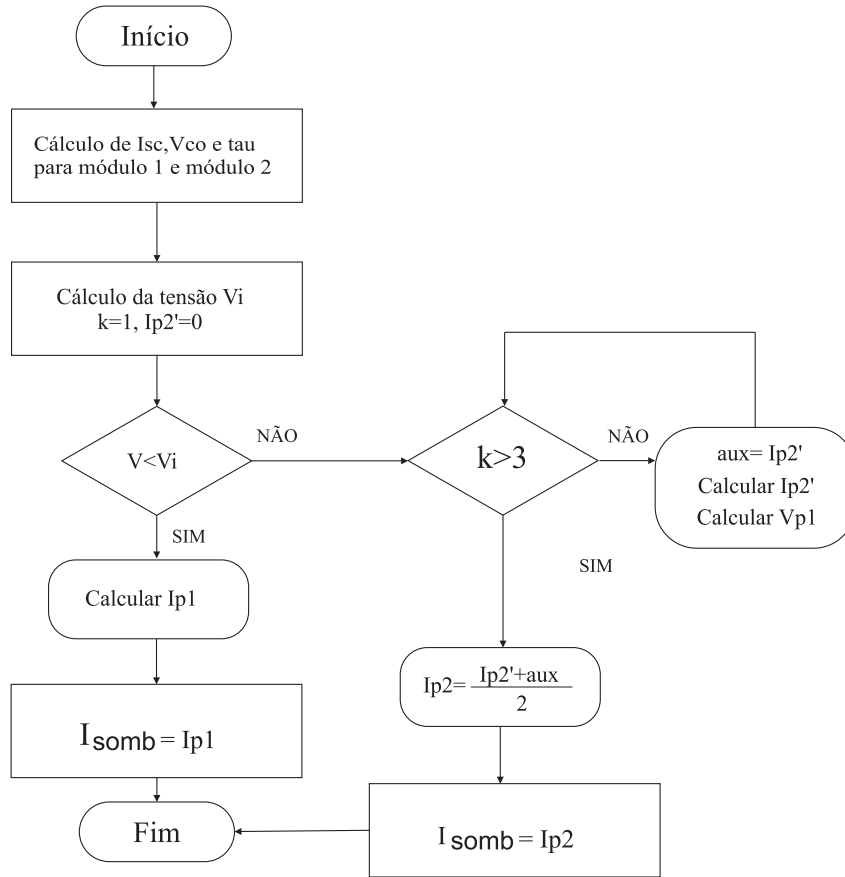 Início
Cálculo de Isc,Vco e tau
para módulo 1 e módulo 2
Cálculo da tensão Vi
k=1, Ip2'=0
V<Vi
NÃO
SIM
k>3
NÃO
SIM
aux= Ip2'
Calcular Ip2'
Calcular Vp1
Calcular Ip1
Isomb = Ip1
Ip2= Ip2'+aux
2
I somb = Ip2
Fim